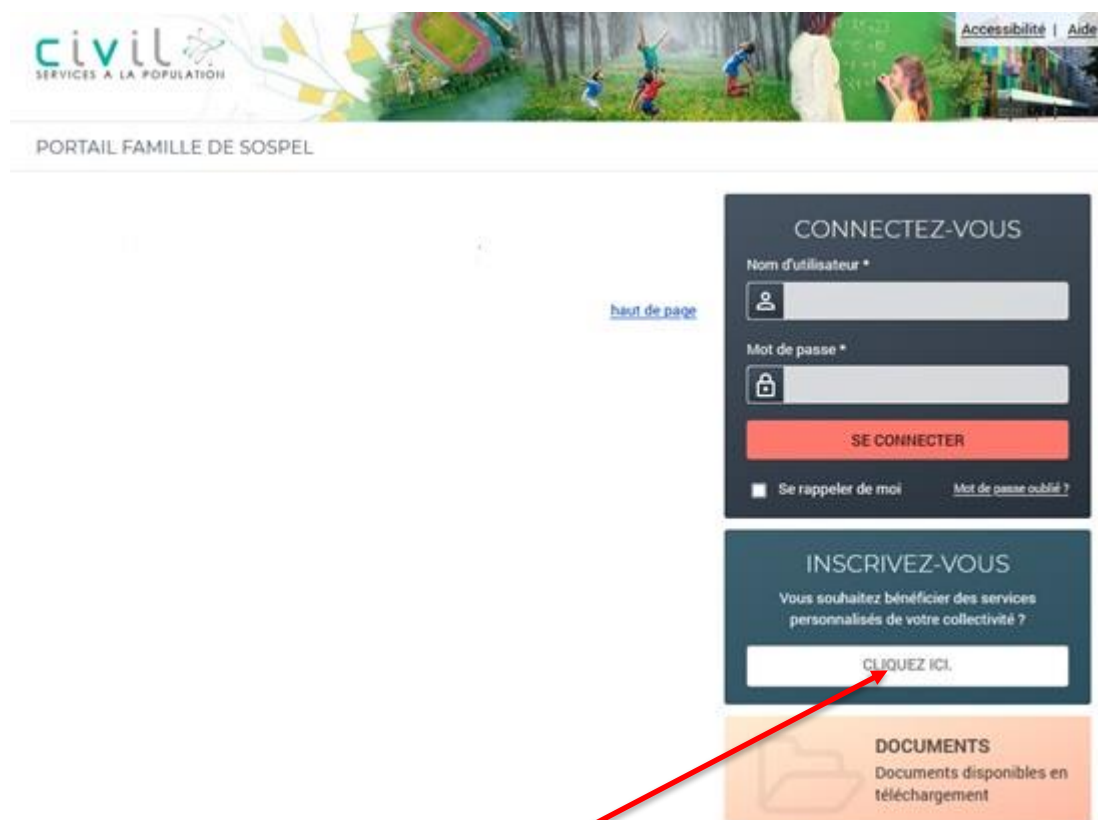 civil
SERVICES A LA POPULATION
Accessibilité | Aide
PORTAIL FAMILLE DE SOSPEL
haut de page
CONNECTEZ-VOUS
Nom d'utilisateur *
Mot de passe *
SE CONNECTER
Se rappeler de moi Mot de passe oublié ?
INSCRIVEZ-VOUS
Vous souhaitez bénéficier des services
personnalisés de votre collectivité ?
CLIQUEZ ICI.
DOCUMENTS
Documents disponibles en
téléchargement